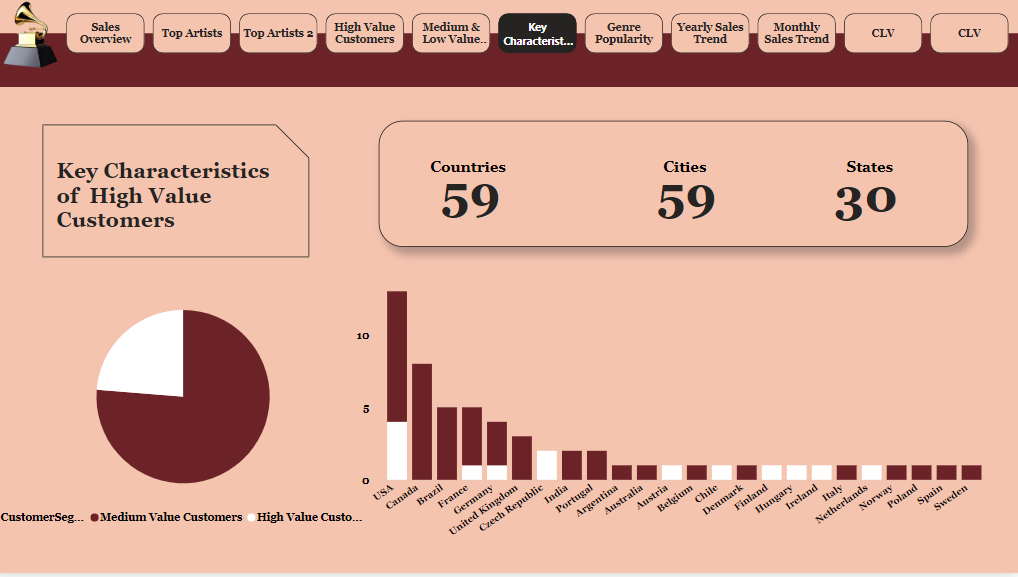 Sales
Overview
Top Artists
Top Artists 2
High Value
Customers
Medium &
Low Value..
Key
Characterist...
Genre
Popularity
Yearly Sales
Trend
Monthly
Sales Trend
CLV
CLV
Key Characteristics
of High Value
Customers
Countries
59
Cities
59
States
30
10
5
0
USA
Canada
Brazil
France
Germany
United Kingdom
Czech Republic
India
Portugal
Argentina
Australia
Austria
Belgium
Chile
Denmark
Finland
Hungary
Ireland
Italy
Netherlands
Norway
Poland
Spain
Sweden
CustomerSeg... Medium Value Customers High Value Custo...